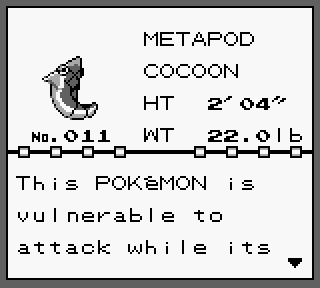 METAPOD
COCOON
HT 2′04″
No.011 WT 22.0lb
This POKéMON is
vulnerable to
attack while its